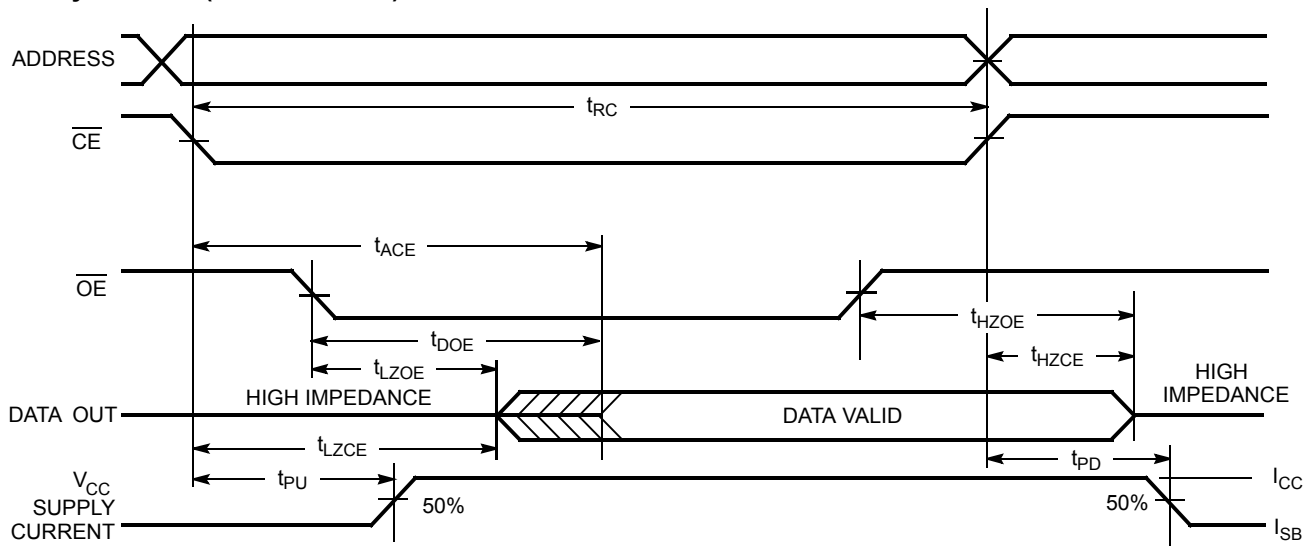 ADDRESS
tRC
CE
tACE
OE
tHZOE
tDOE
tHZCE
tLZOE
HIGH
IMPEDANCE
HIGH IMPEDANCE
DATA OUT
DATA VALID
tLZCE
tPD
tPU
VCC
SUPPLY
CURRENT
50%
50%
ICC
ISB